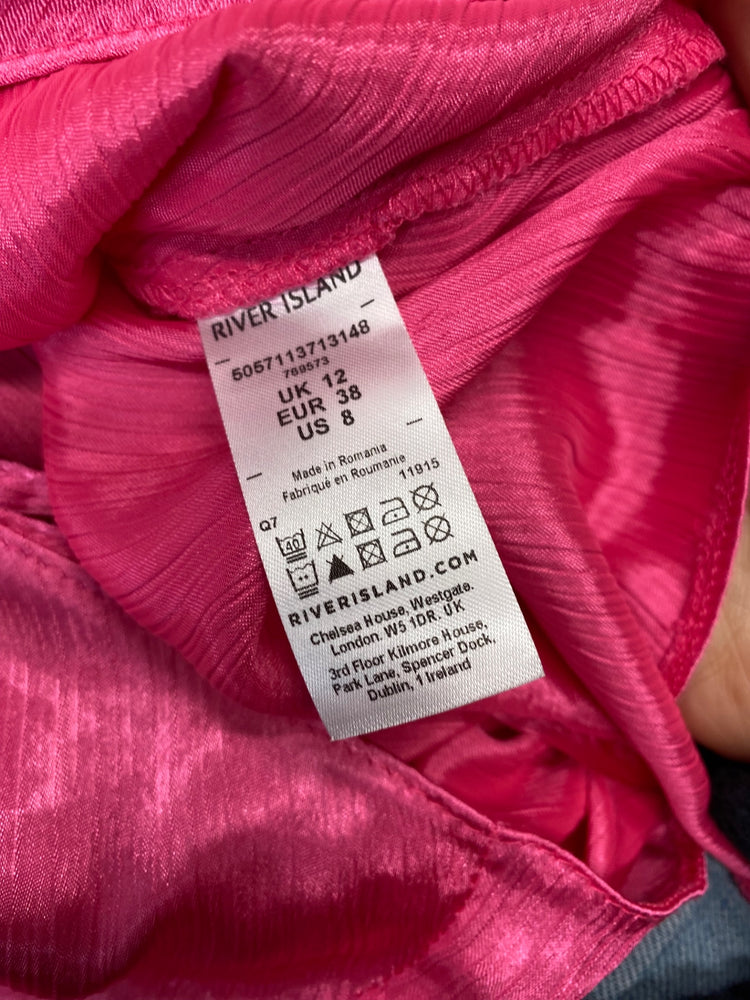 RIVER ISLAND
5057113713148
769573
UK 12
EUR 38
US 8
Made in Romania
Fabriqué en Roumanie
11915
Q7
40
RIVERISLAND.COM
Chelsea House, Westgate.
London. W5 1DR. UK
3rd Floor Kilmore House,
Park Lane, Spencer Dock,
Dublin, 1 Ireland